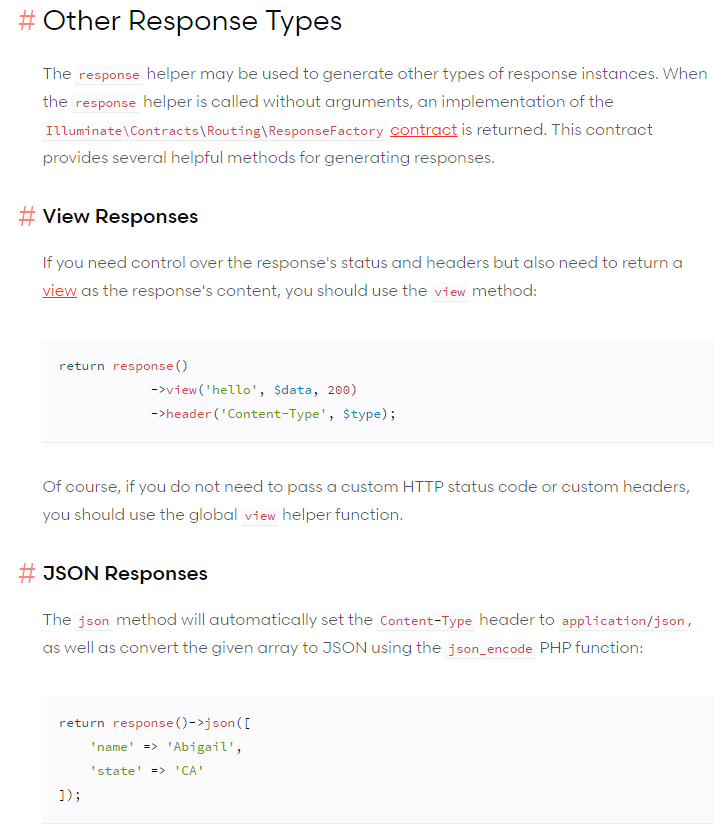 # Other Response Types
The response helper may be used to generate other types of response instances. When
the response helper is called without arguments, an implementation of the
Illuminate\Contracts\Routing\ResponseFactory contract is returned. This contract
provides several helpful methods for generating responses.
# View Responses
If you need control over the response's status and headers but also need to return a
view as the response's content, you should use the view method:
return response()
            ->view('hello', $data, 200)
            ->header('Content-Type', $type);
Of course, if you do not need to pass a custom HTTP status code or custom headers,
you should use the global view helper function.
# JSON Responses
The json method will automatically set the Content-Type header to application/json,
as well as convert the given array to JSON using the json_encode PHP function:
return response()->json([
    'name' => 'Abigail',
    'state' => 'CA'
]);